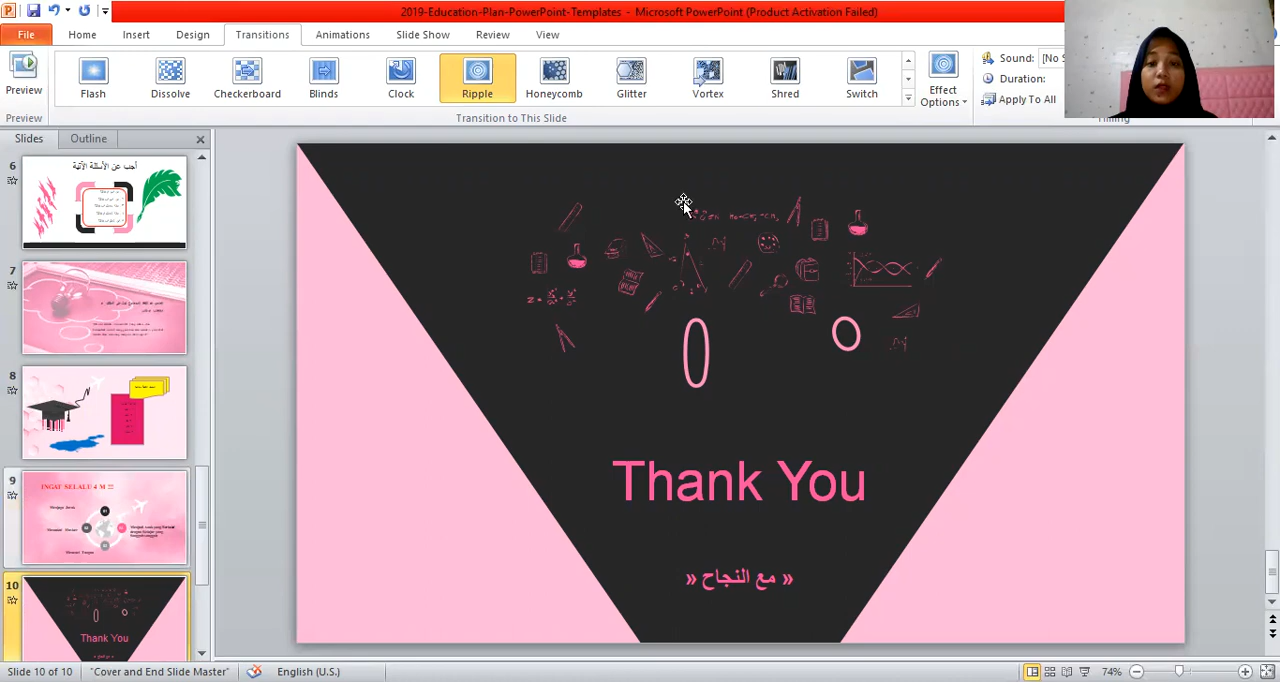 2019-Education-Plan-PowerPoint-Templates - Microsoft PowerPoint (Product Activation Failed)
File Home Insert Design Transitions Animations Slide Show Review View
Preview
Flash Dissolve Checkerboard Blinds Clock Ripple Honeycomb Glitter Vortex Shred Switch
Effect Options
Sound: [No S
Duration:
Apply To All
Preview
Transition to This Slide
Timing
Slides Outline
6
أجب عن الأسئلة الآتية
7
8
9
INGAT SELALU 4 M !!!
10
Thank You
Thank You
« مع النجاح »
Slide 10 of 10
"Cover and End Slide Master"
English (U.S.)
74%